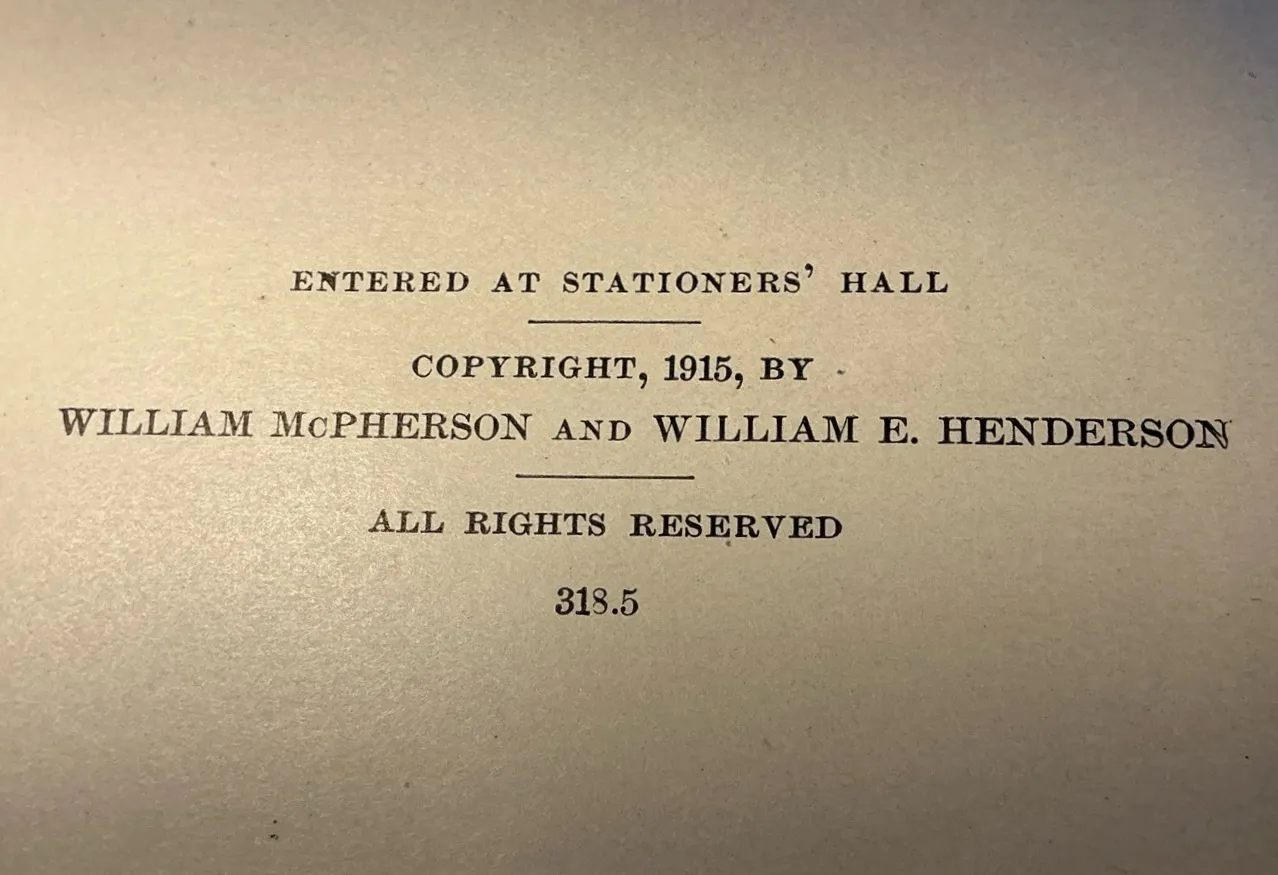 ENTERED AT STATIONERS' HALL
COPYRIGHT, 1915, BY
WILLIAM McPHERSON AND WILLIAM E. HENDERSON
ALL RIGHTS RESERVED
318.5